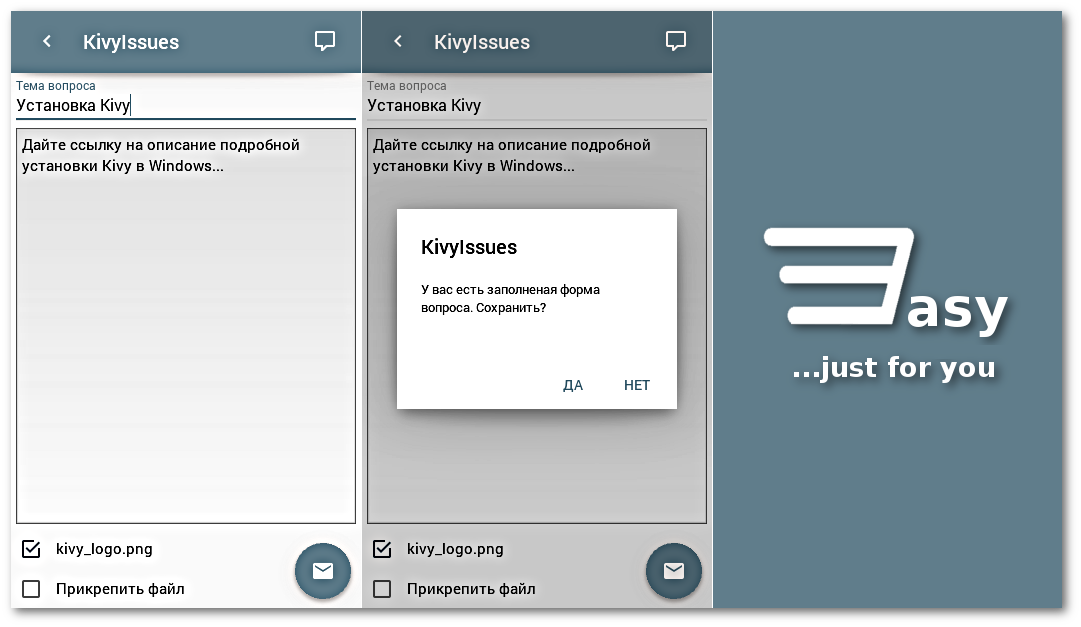 KivyIssues
Тема вопроса
Установка Kivy
Дайте ссылку на описание подробной
установки Kivy в Windows...
kivy_logo.png
Прикрепить файл
KivyIssues
Тема вопроса
Установка Kivy
Дайте ссылку на описание подробной
установки Kivy в Windows...
KivyIssues
У вас есть заполненая форма
вопроса. Сохранить?
ДА
НЕТ
kivy_logo.png
Прикрепить файл
Easy
...just for you